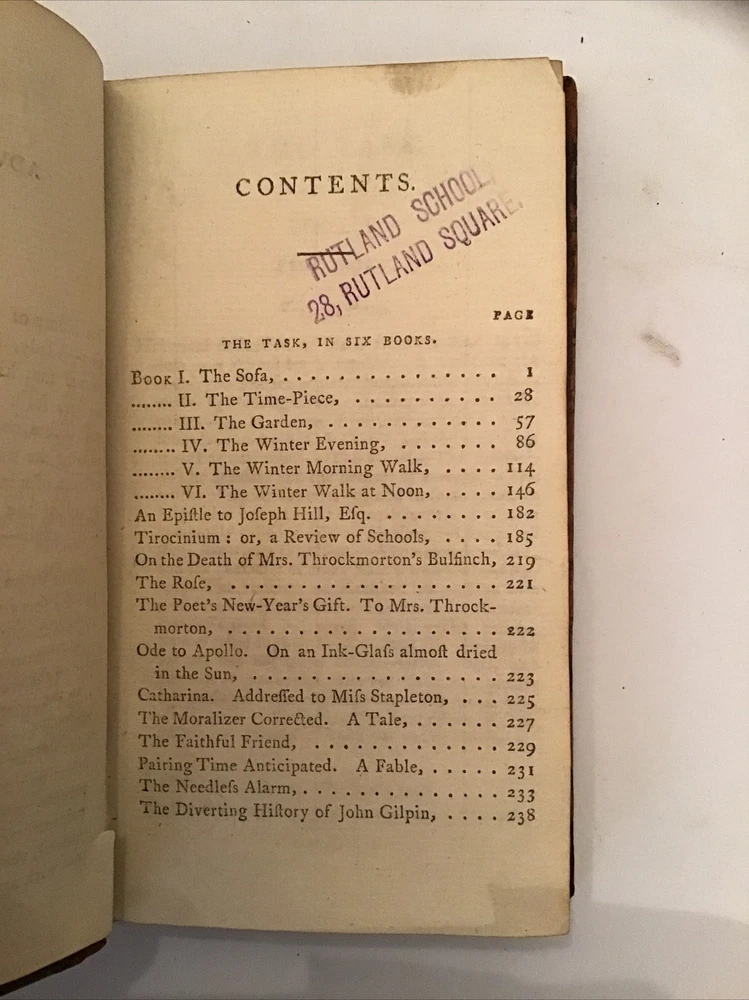 CONTENTS.
RUTLAND SCHOOL,
28, RUTLAND SQUARE.
PAGE
THE TASK, IN SIX BOOKS.
Book I. The Sofa, . . . . . . . . . . . . . . . 1
........ II. The Time-Piece, . . . . . . . . . . 28
........ III. The Garden, . . . . . . . . . . . . 57
........ IV. The Winter Evening, . . . . . . . 86
........ V. The Winter Morning Walk, . . . . 114
........ VI. The Winter Walk at Noon, . . . . 146
An Epiſtle to Joſeph Hill, Eſq. . . . . . . . . 182
Tirocinium : or, a Review of Schools, . . . . 185
On the Death of Mrs. Throckmorton's Bulfinch, 219
The Roſe, . . . . . . . . . . . . . . . . . . 221
The Poet's New-Year's Gift. To Mrs. Throck-
morton, . . . . . . . . . . . . . . . . . . 222
Ode to Apollo. On an Ink-Glaſs almoſt dried
in the Sun, . . . . . . . . . . . . . . . . 223
Catharina. Addreſſed to Miſs Stapleton, . . . 225
The Moralizer Corrected. A Tale, . . . . . . 227
The Faithful Friend, . . . . . . . . . . . . 229
Pairing Time Anticipated. A Fable, . . . . . 231
The Needleſs Alarm, . . . . . . . . . . . . . . 233
The Diverting Hiſtory of John Gilpin, . . . . 238